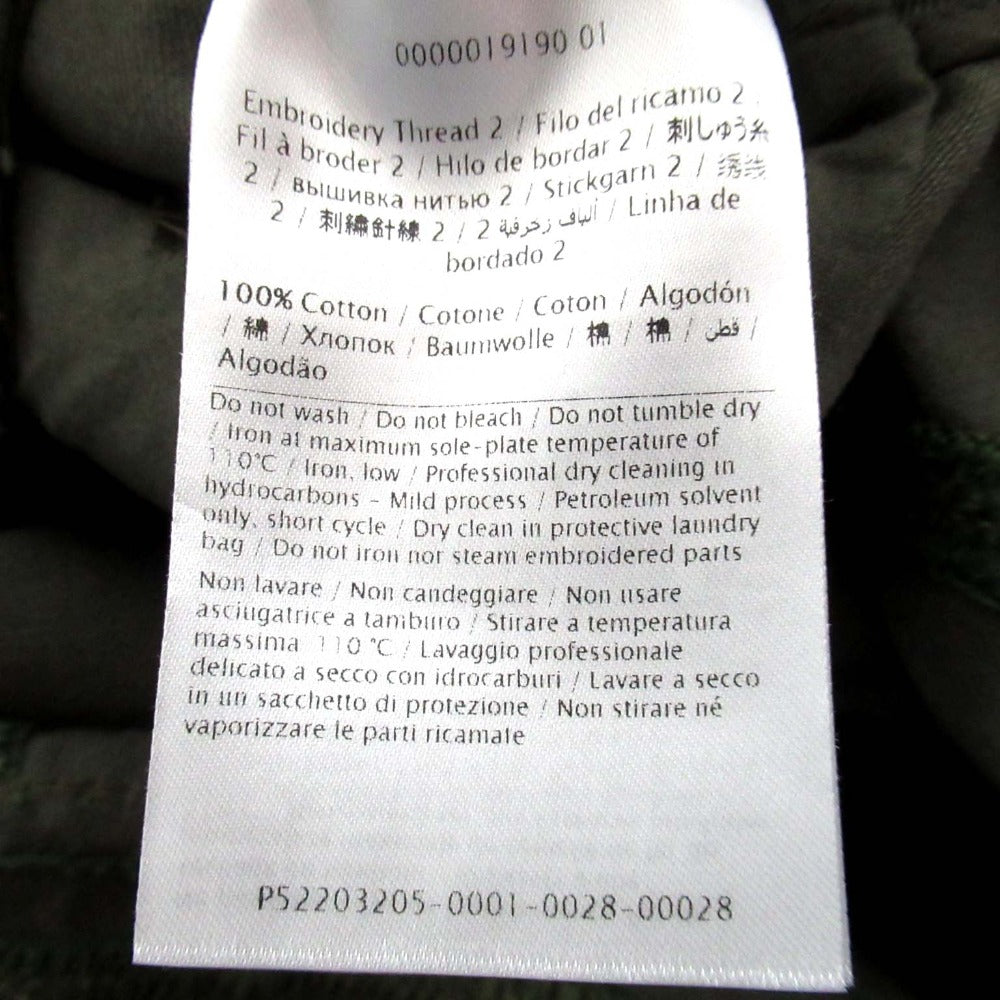 0000019190 01
Embroidery Thread 2 / Filo del ricamo 2
Fil à broder 2 / Hilo de bordar 2 / 刺しゅう糸
2 / вышивка нитью 2 / Stickgarn 2 / 绣线
2 / 刺繡針線 2 / 2 ألياف زخرفية / Linha de
bordado 2
100% Cotton / Cotone / Coton / Algodón
/ 綿 / Хлопок / Baumwolle / 棉 / 棉 / قطن /
Algodão
Do not wash / Do not bleach / Do not tumble dry
/ Iron at maximum sole-plate temperature of
110°C / Iron, low / Professional dry cleaning in
hydrocarbons - Mild process / Petroleum solvent
only, short cycle / Dry clean in protective laundry
bag / Do not iron nor steam embroidered parts
Non lavare / Non candeggiare / Non usare
asciugatrice a tamburo / Stirare a temperatura
massima 110 °C / Lavaggio professionale
delicato a secco con idrocarburi / Lavare a secco
in un sacchetto di protezione / Non stirare né
vaporizzare le parti ricamate
P52203205-0001-0028-00028